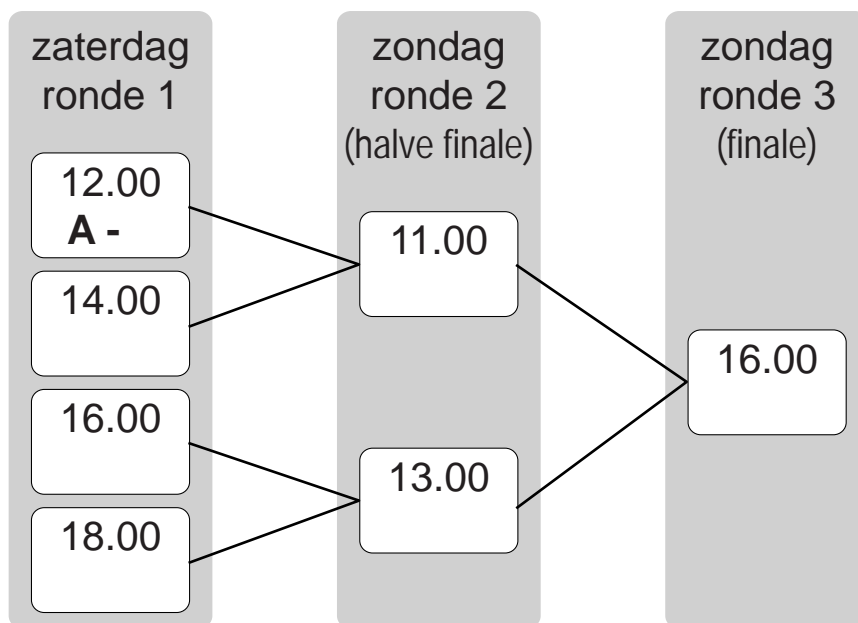 zaterdag
ronde 1
12.00
A -
14.00
16.00
18.00
zondag
ronde 2
(halve finale)
11.00
13.00
zondag
ronde 3
(finale)
16.00